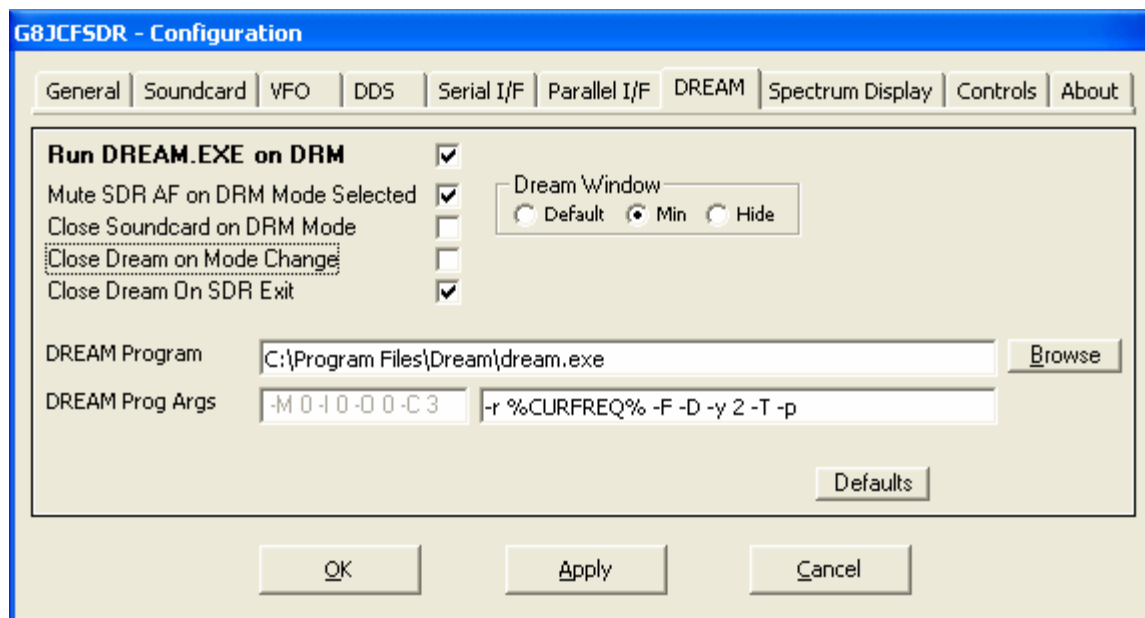 G8JCFSDR - Configuration
General Soundcard VFO DDS Serial I/F Parallel I/F DREAM Spectrum Display Controls About
Run DREAM.EXE on DRM
Mute SDR AF on DRM Mode Selected
Dream Window
Default Min Hide
Close Soundcard on DRM Mode
Close Dream on Mode Change
Close Dream On SDR Exit
DREAM Program C:\Program Files\Dream\dream.exe Browse
DREAM Prog Args -M 0 -I 0 -O 0 -C 3 -r %CURFREQ% -F -D -y 2 -T -p
Defaults
OK Apply Cancel